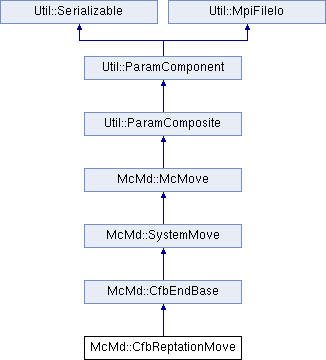 Util::Serializable
Util::MpiFileIo
Util::ParamComponent
Util::ParamComposite
McMd::McMove
McMd::SystemMove
McMd::CfbEndBase
McMd::CfbReptationMove